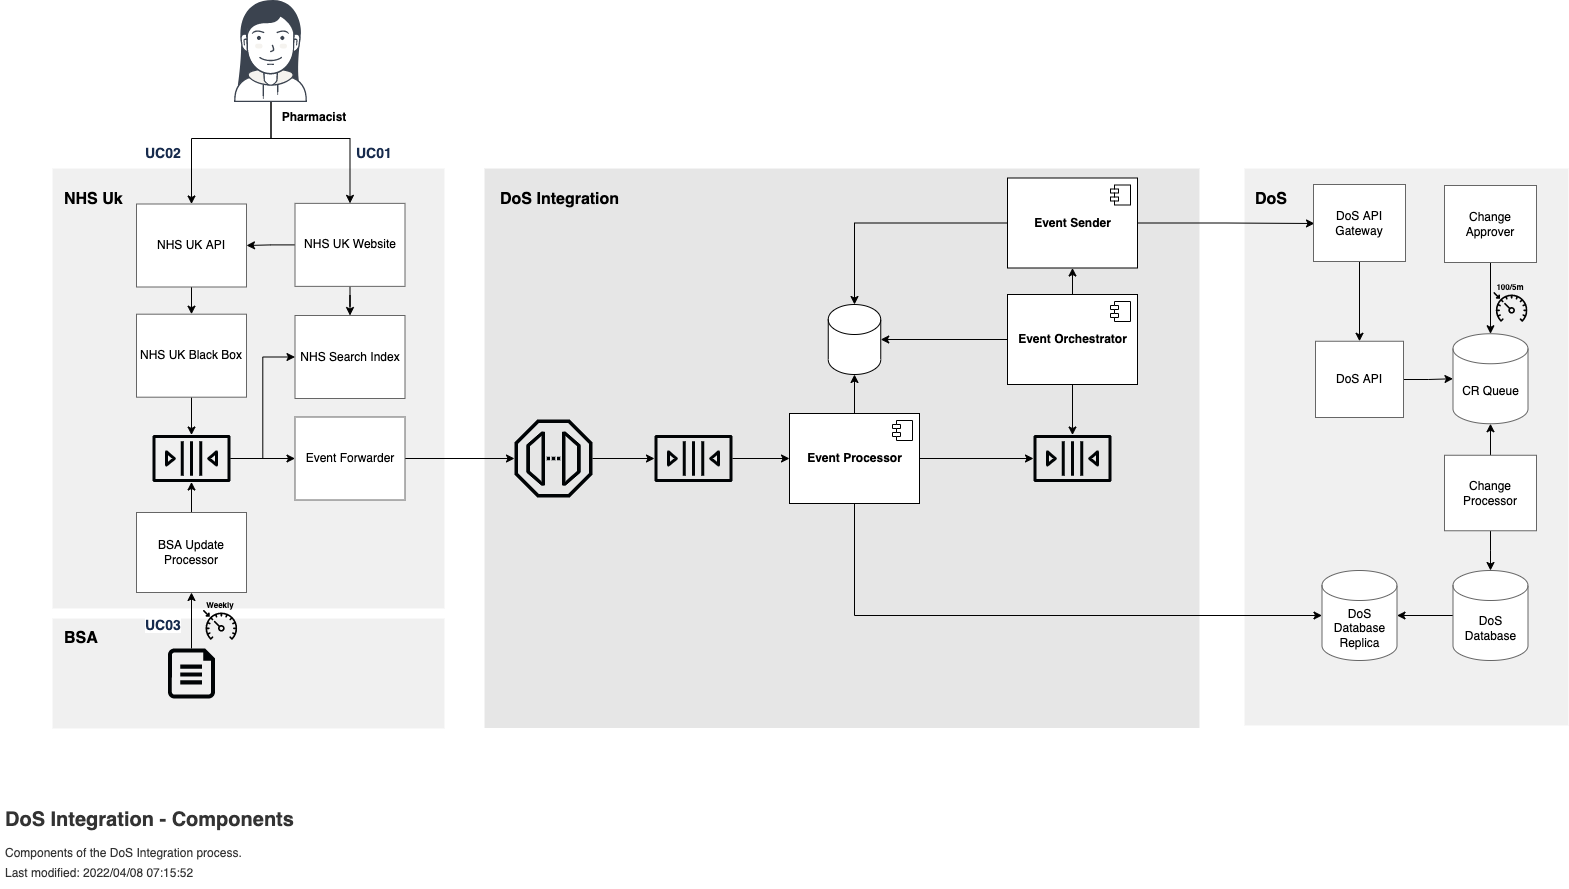 Pharmacist
UC02
UC01
NHS Uk
NHS UK API
NHS UK Website
NHS UK Black Box
NHS Search Index
Event Forwarder
BSA Update
Processor
Weekly
UC03
BSA
DoS Integration
Event Sender
Event Orchestrator
Event Processor
DoS
DoS API
Gateway
Change
Approver
100/5m
DoS API
CR Queue
Change
Processor
DoS
Database
Replica
DoS
Database
DoS Integration - Components
Components of the DoS Integration process.
Last modified: 2022/04/08 07:15:52